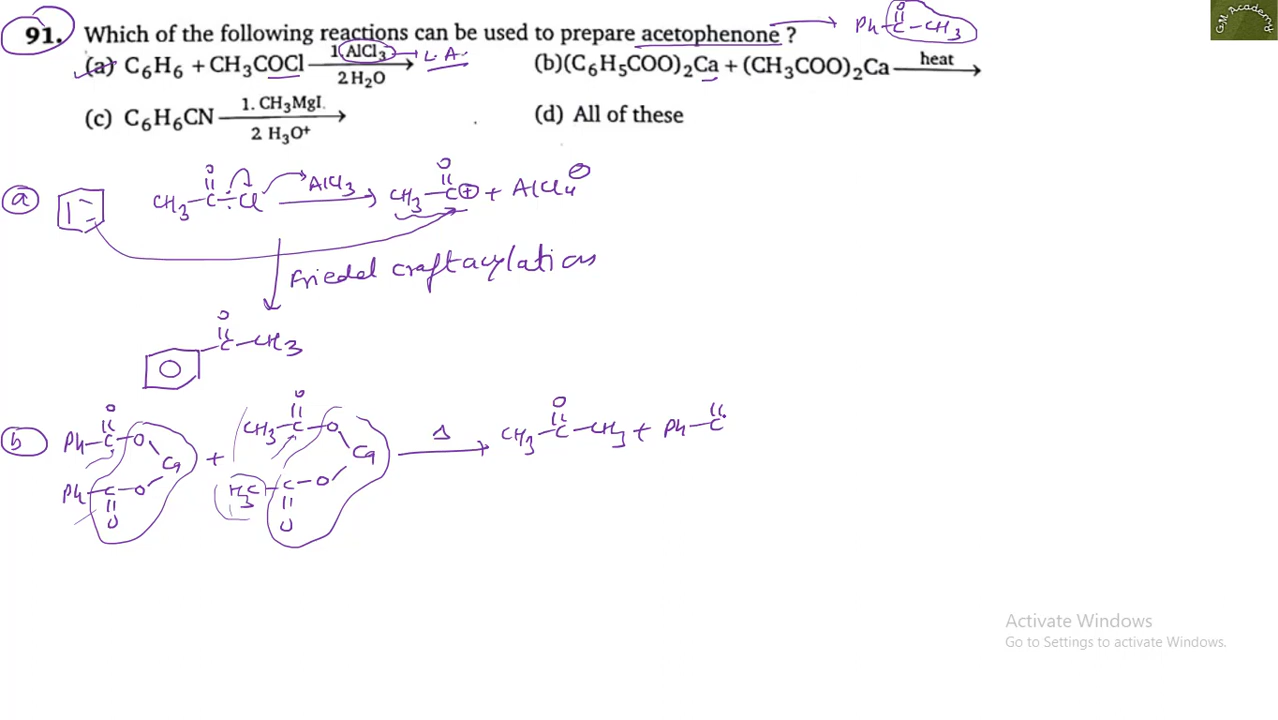 GM Academy
91. Which of the following reactions can be used to prepare acetophenone ? → Ph-C-CH3
O
(a) C6H6 + CH3COCl 1 AlCl3 → L A.
2H2O
(b)(C6H5COO)2Ca + (CH3COO)2Ca heat
(c) C6H6CN 1. CH3MgI.
2 H3O+
(d) All of these
(a) CH3-C-Cl AlCl3 → CH3-C⊕ + AlCl4⊖
O O
Friedel craft acylation
O
C-CH3
(b) Ph-C-O Ca + CH3-C-O Ca Δ → CH3-C-CH3 + Ph-C
O O O
Ph-C-O H3C-C-O
O O
Activate Windows
Go to Settings to activate Windows.